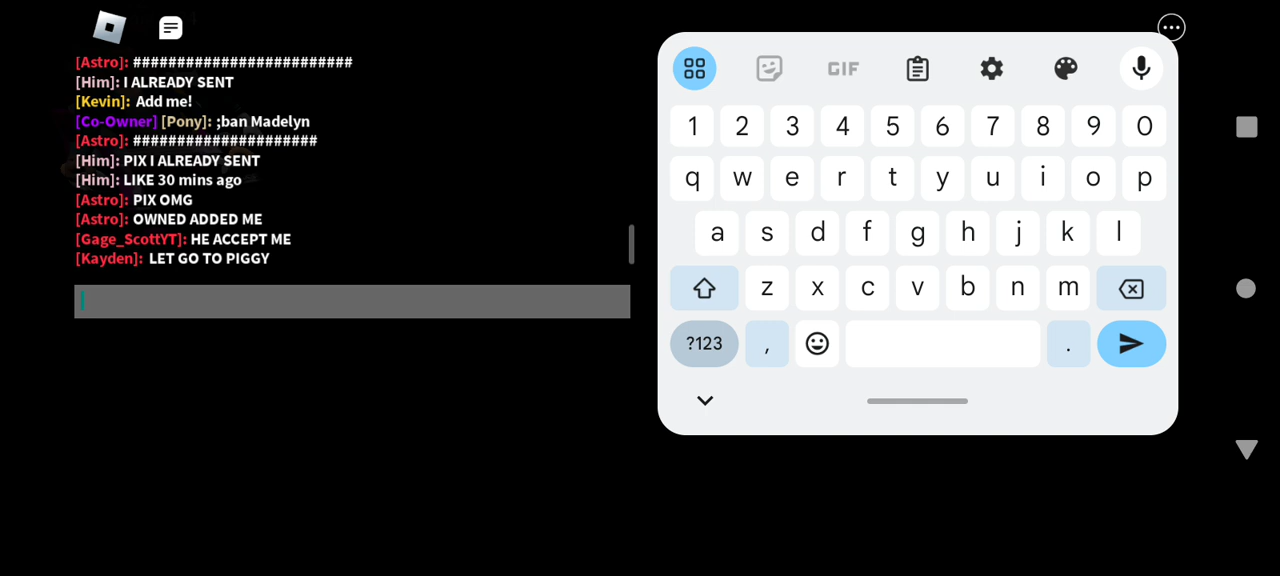 [Astro]: #########################
[Him]: I ALREADY SENT
[Kevin]: Add me!
[Co-Owner] [Pony]: ;ban Madelyn
[Astro]: #####################
[Him]: PIX I ALREADY SENT
[Him]: LIKE 30 mins ago
[Astro]: PIX OMG
[Astro]: OWNED ADDED ME
[Gage_ScottYT]: HE ACCEPT ME
[Kayden]: LET GO TO PIGGY
GIF
1 2 3 4 5 6 7 8 9 0
q w e r t y u i o p
a s d f g h j k l
z x c v b n m
?123 , .